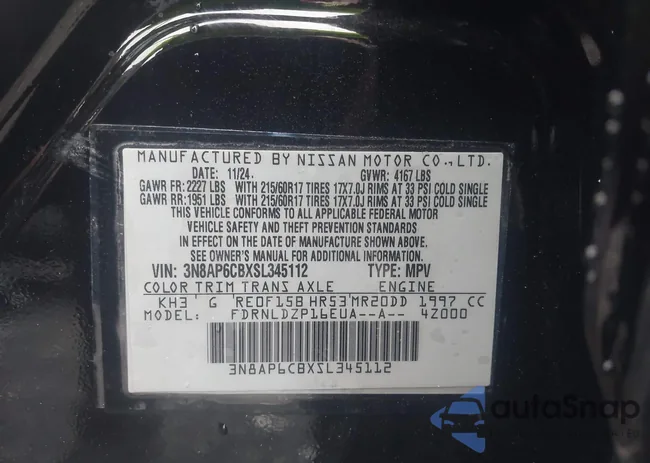 MANUFACTURED BY NISSAN MOTOR CO.,LTD.
DATE: 11/24. GVWR: 4167 LBS
GAWR FR: 2227 LBS WITH 215/60R17 TIRES 17X7.0J RIMS AT 33 PSI COLD SINGLE
GAWR RR: 1951 LBS WITH 215/60R17 TIRES 17X7.0J RIMS AT 33 PSI COLD SINGLE
THIS VEHICLE CONFORMS TO ALL APPLICABLE FEDERAL MOTOR
VEHICLE SAFETY AND THEFT PREVENTION STANDARDS
IN EFFECT ON THE DATE OF MANUFACTURE SHOWN ABOVE.
SEE OWNER'S MANUAL FOR ADDITIONAL INFORMATION.
VIN: 3N8AP6CBXSL345112 TYPE: MPV
COLOR TRIM TRANS AXLE ENGINE
KH3 G RE0F15B HR53 MR20DD 1997 CC
MODEL: FDRNLDZP16EUA--A-- 4Z000
3N8AP6CBXSL345112
autoSnap